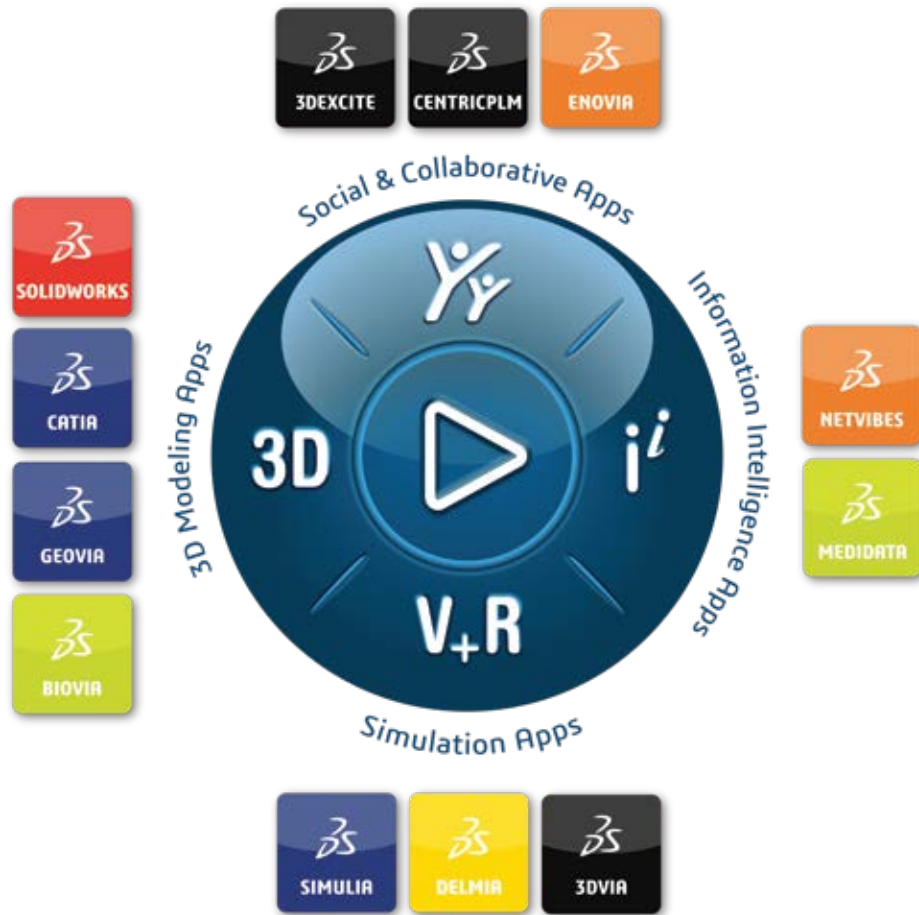 3DEXCITE
CENTRICPLM
ENOVIA
Social & Collaborative Apps
SOLIDWORKS
CATIA
GEOVIA
BIOVIA
3D Modeling Apps
3D
i i
V+R
Information Intelligence Apps
NETVIBES
MEDIDATA
Simulation Apps
SIMULIA
DELMIA
3DVIA